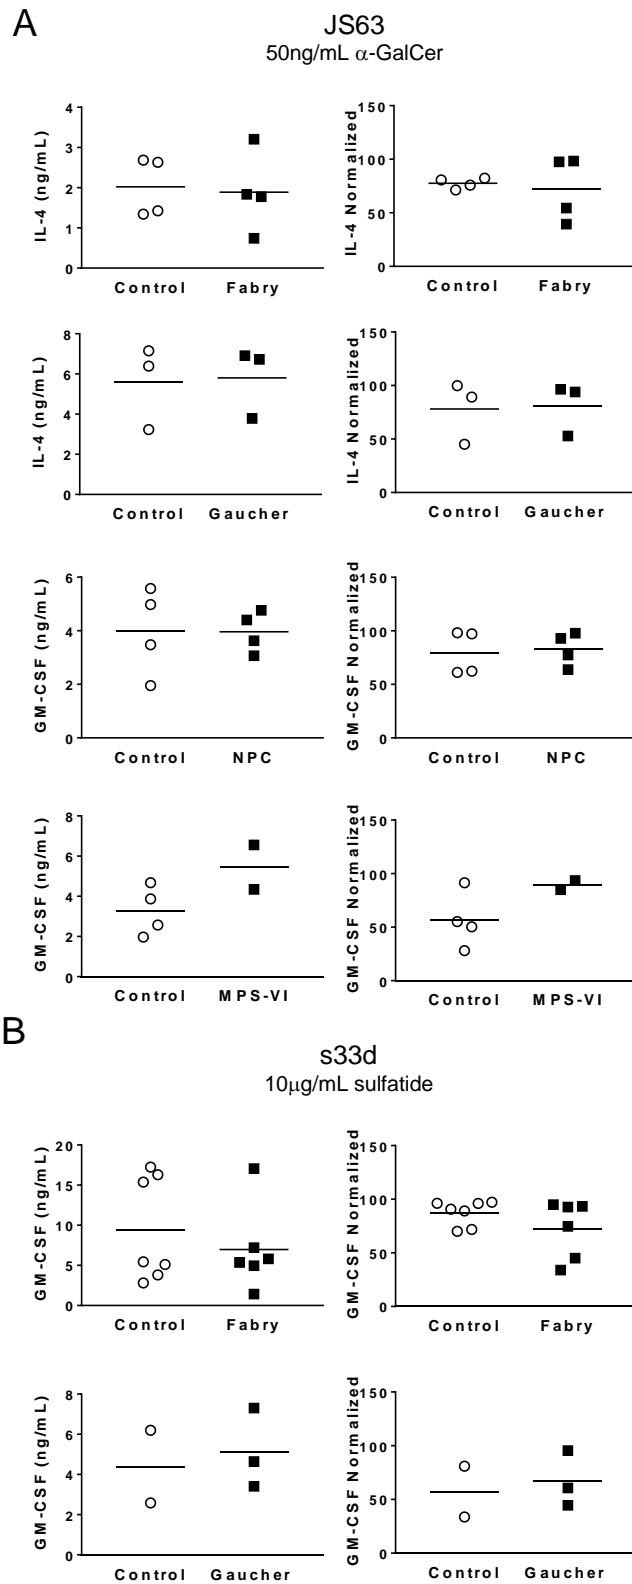 A
JS63
50ng/mL α-GalCer
IL-4 (ng/mL)
4
3
2
1
0
Control Fabry
IL-4 Normalized
150
100
50
0
Control Fabry
IL-4 (ng/mL)
8
6
4
2
0
Control Gaucher
IL-4 Normalized
150
100
50
0
Control Gaucher
GM-CSF (ng/mL)
6
4
2
0
Control NPC
GM-CSF Normalized
150
100
50
0
Control NPC
GM-CSF (ng/mL)
8
6
4
2
0
Control MPS-VI
GM-CSF Normalized
150
100
50
0
Control MPS-VI
B
s33d
10μg/mL sulfatide
GM-CSF (ng/mL)
20
15
10
5
0
Control Fabry
GM-CSF Normalized
150
100
50
0
Control Fabry
GM-CSF (ng/mL)
8
6
4
2
0
Control Gaucher
GM-CSF Normalized
150
100
50
0
Control Gaucher